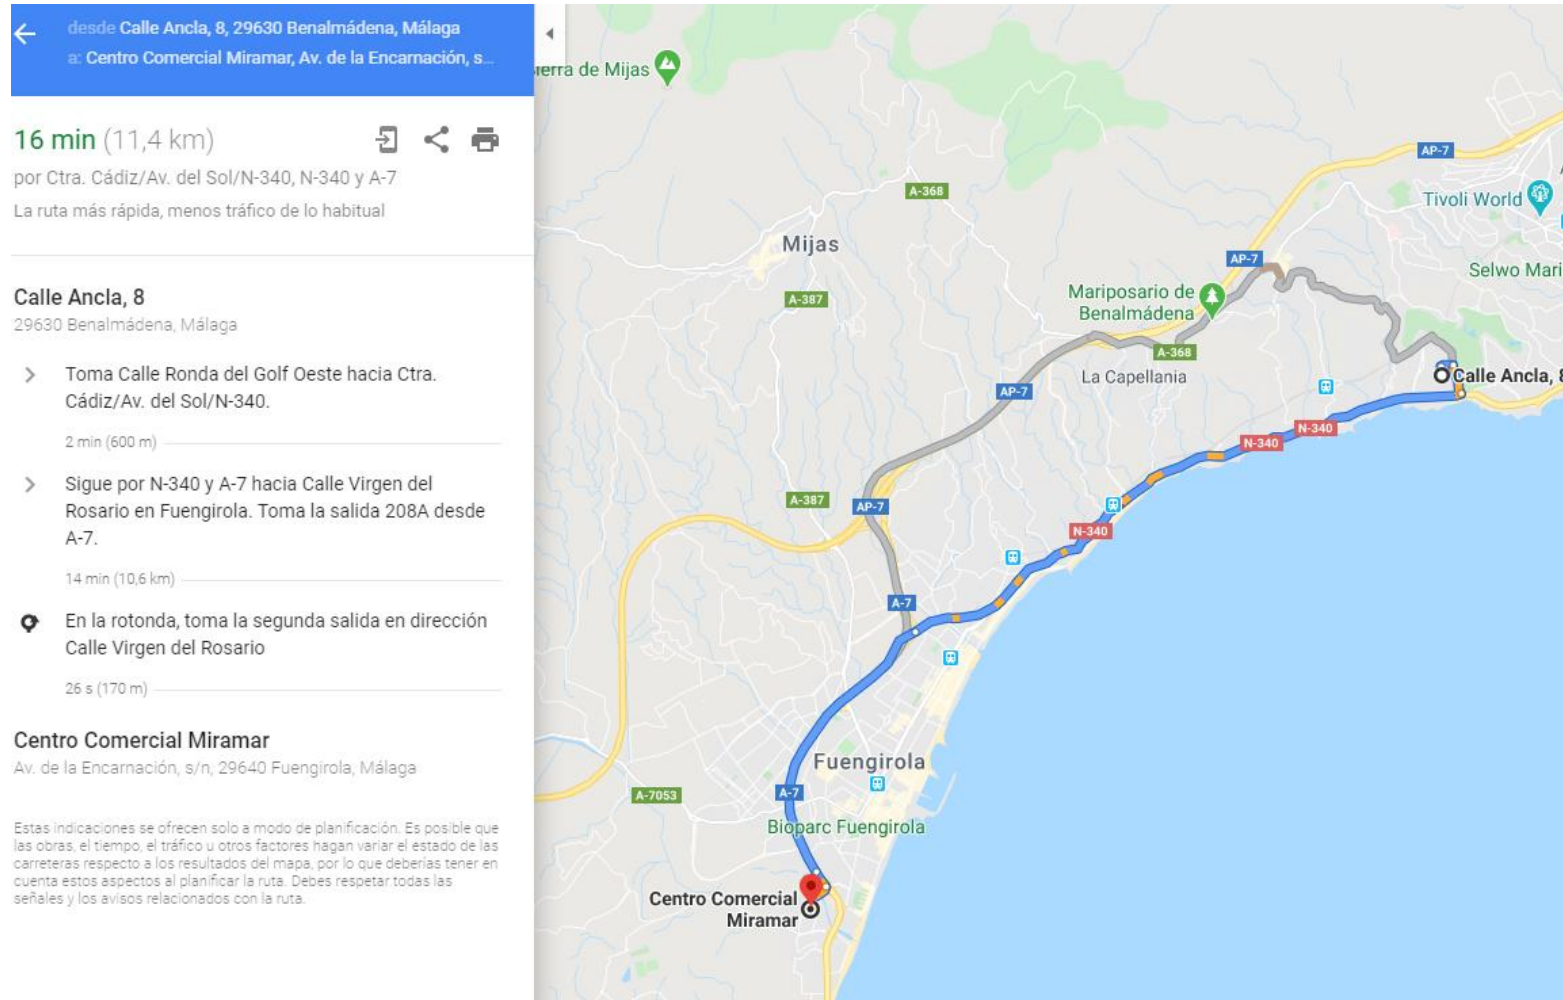 desde Calle Ancla, 8, 29630 Benalmádena, Málaga
a: Centro Comercial Miramar, Av. de la Encarnación, s...
16 min (11,4 km)
por Ctra. Cádiz/Av. del Sol/N-340, N-340 y A-7
La ruta más rápida, menos tráfico de lo habitual
Calle Ancla, 8
29630 Benalmádena, Málaga
Toma Calle Ronda del Golf Oeste hacia Ctra.
Cádiz/Av. del Sol/N-340.
2 min (600 m)
Sigue por N-340 y A-7 hacia Calle Virgen del
Rosario en Fuengirola. Toma la salida 208A desde
A-7.
14 min (10,6 km)
En la rotonda, toma la segunda salida en dirección
Calle Virgen del Rosario
26 s (170 m)
Centro Comercial Miramar
Av. de la Encarnación, s/n, 29640 Fuengirola, Málaga
Estas indicaciones se ofrecen solo a modo de planificación. Es posible que
las obras, el tiempo, el tráfico u otros factores hagan variar el estado de las
carreteras respecto a los resultados del mapa, por lo que deberías tener en
cuenta estos aspectos al planificar la ruta. Debes respetar todas las
señales y los avisos relacionados con la ruta.
ierra de Mijas
AP-7
A-368
Tivoli World
Mijas
AP-7
Selwo Mari
Mariposario de
Benalmádena
A-387
A-368
La Capellania
Calle Ancla, 8
AP-7
N-340
N-340
A-387
AP-7
N-340
A-7
Fuengirola
A-7
A-7053
Bioparc Fuengirola
Centro Comercial
Miramar